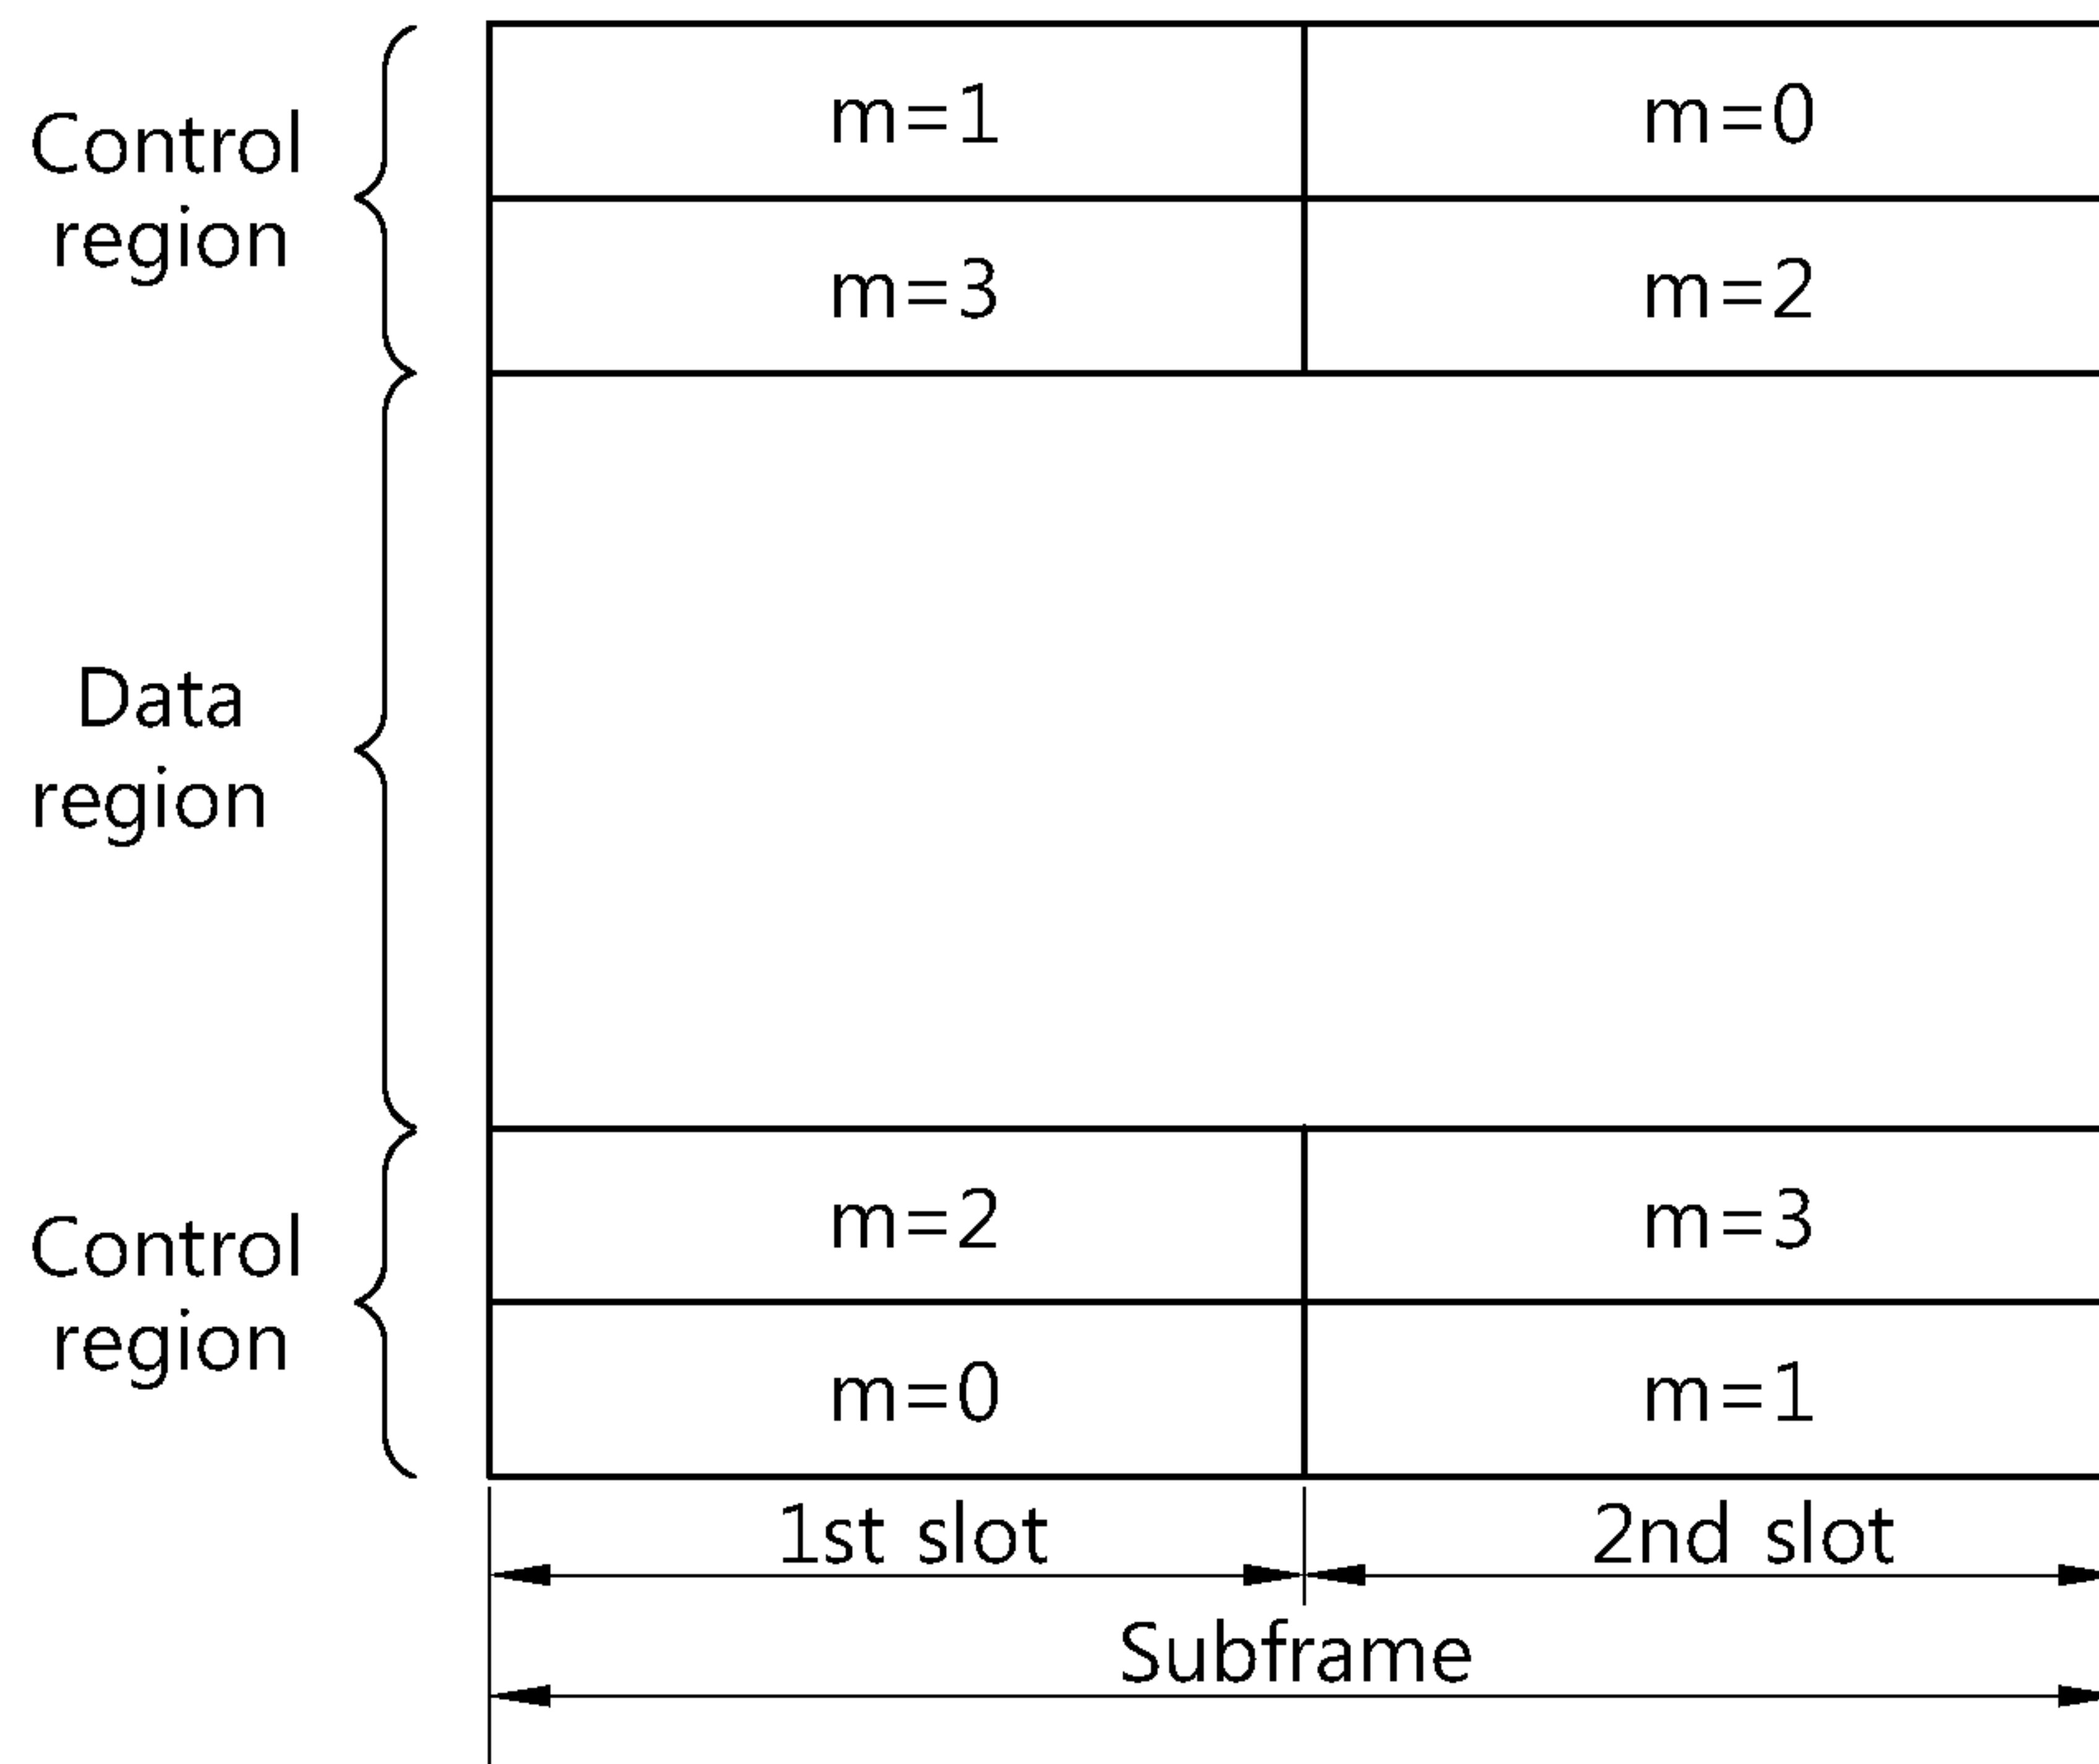 m=1 m=0
Control
region
m=3 m=2
Data
region
m=2 m=3
Control
region
m=0 m=1
1st slot 2nd slot
Subframe